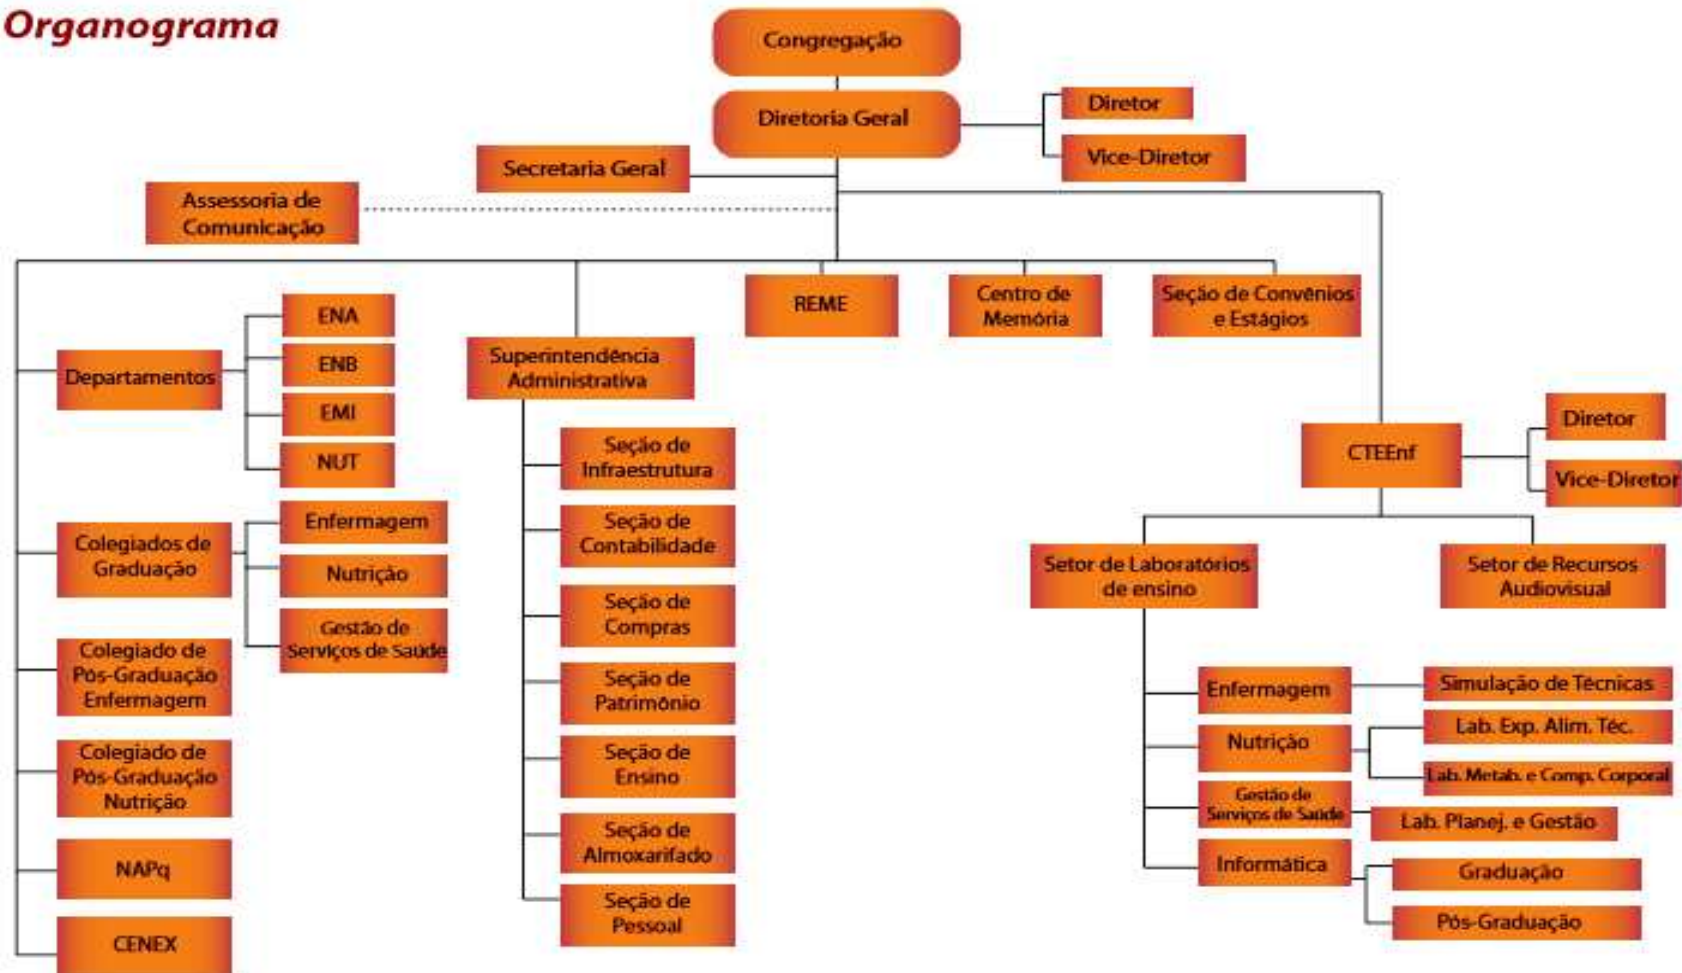 Organograma
Congregação
Diretoria Geral
Diretor
Vice-Diretor
Secretaria Geral
Assessoria de
Comunicação
Departamentos
ENA
ENB
EMI
NUT
Colegiados de
Graduação
Enfermagem
Nutrição
Gestão de
Serviços de Saúde
Colegiado de
Pós-Graduação
Enfermagem
Colegiado de
Pós-Graduação
Nutrição
NAPq
CENEX
Superintendência
Administrativa
Seção de
Infraestrutura
Seção de
Contabilidade
Seção de
Compras
Seção de
Patrimônio
Seção de
Ensino
Seção de
Almoxarifado
Seção de
Pessoal
REME
Centro de
Memória
Seção de Convênios
e Estágios
CTEEnf
Diretor
Vice-Diretor
Setor de Laboratórios
de ensino
Setor de Recursos
Audiovisual
Enfermagem
Simulação de Técnicas
Nutrição
Lab. Exp. Alim. Téc.
Lab. Metab. e Comp. Corporal
Gestão de
Serviços de Saúde
Lab. Planej. e Gestão
Informática
Graduação
Pós-Graduação